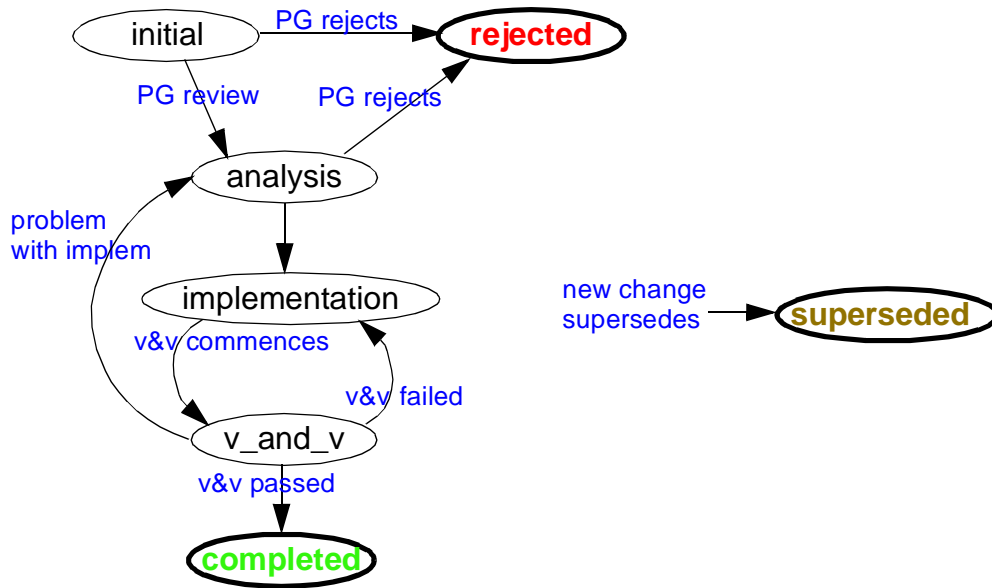 initial
PG rejects
rejected
PG review
PG rejects
analysis
problem
with implem
implementation
new change
supersedes
superseded
v&v commences
v&v failed
v_and_v
v&v passed
completed